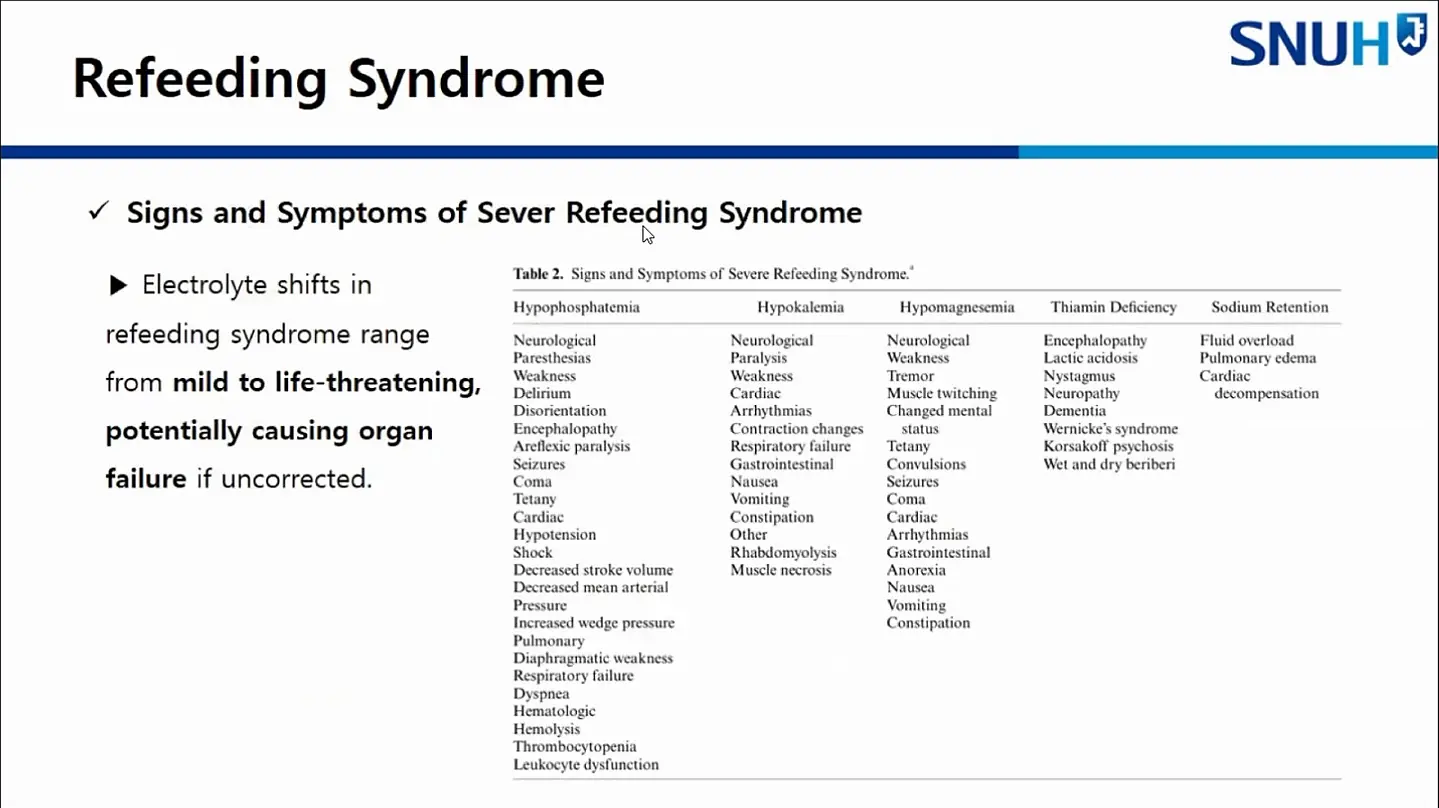 SNUH
Refeeding Syndrome
✓ Signs and Symptoms of Sever Refeeding Syndrome
▶ Electrolyte shifts in
refeeding syndrome range
from mild to life-threatening,
potentially causing organ
failure if uncorrected.
Table 2. Signs and Symptoms of Severe Refeeding Syndrome.a
Hypophosphatemia Hypokalemia Hypomagnesemia Thiamin Deficiency Sodium Retention
Neurological Neurological Neurological Encephalopathy Fluid overload
Paresthesias Paralysis Weakness Lactic acidosis Pulmonary edema
Weakness Weakness Tremor Nystagmus Cardiac
Delirium Cardiac Muscle twitching Neuropathy decompensation
Disorientation Arrhythmias Changed mental Dementia
Encephalopathy Contraction changes status Wernicke's syndrome
Areflexic paralysis Respiratory failure Tetany Korsakoff psychosis
Seizures Gastrointestinal Convulsions Wet and dry beriberi
Coma Nausea Seizures
Tetany Vomiting Coma
Cardiac Constipation Cardiac
Hypotension Other Arrhythmias
Shock Rhabdomyolysis Gastrointestinal
Decreased stroke volume Muscle necrosis Anorexia
Decreased mean arterial Nausea
Pressure Vomiting
Increased wedge pressure Constipation
Pulmonary
Diaphragmatic weakness
Respiratory failure
Dyspnea
Hematologic
Hemolysis
Thrombocytopenia
Leukocyte dysfunction